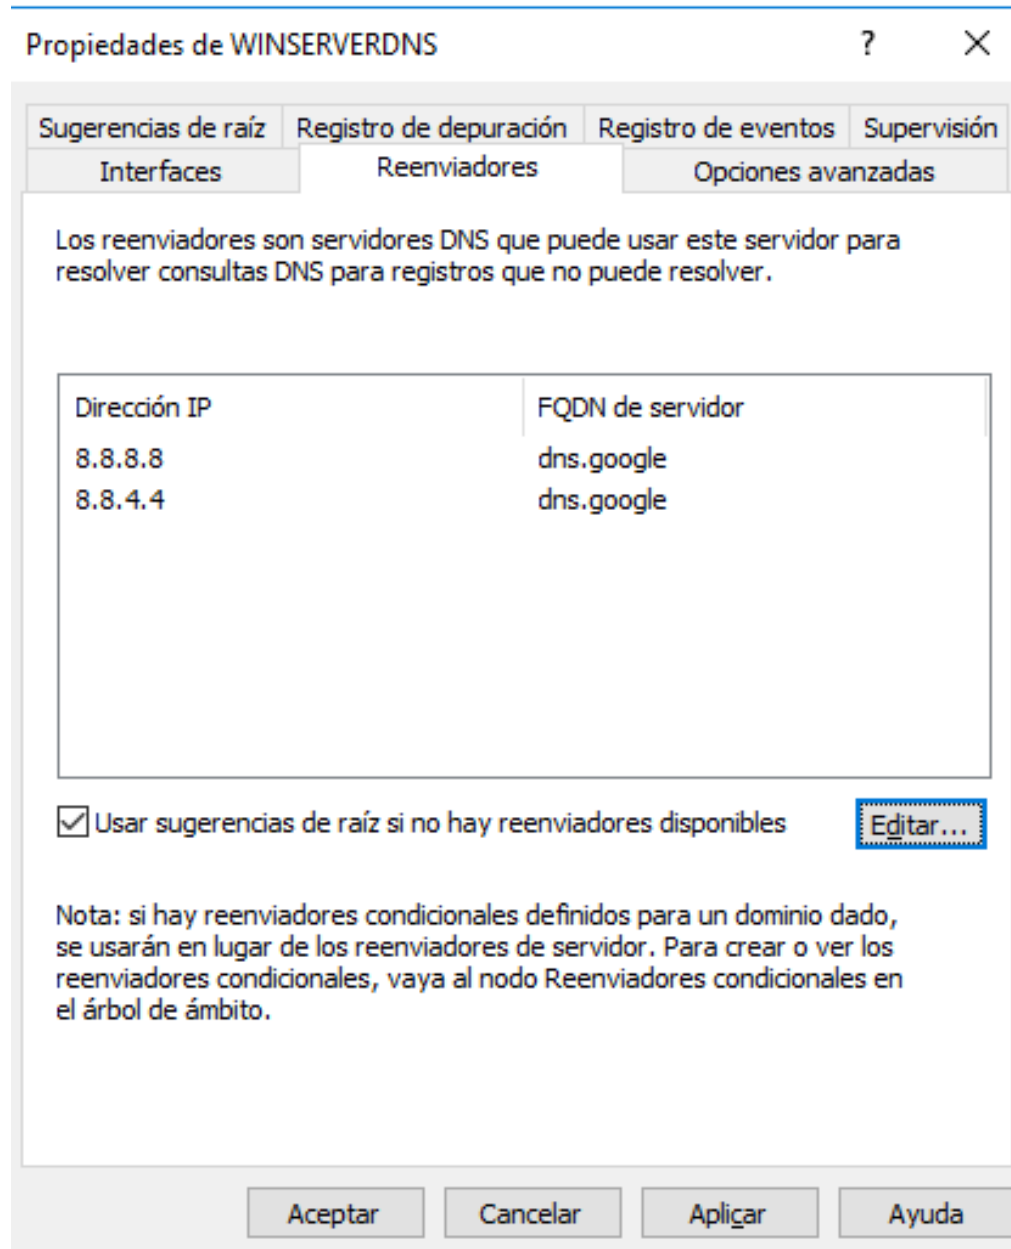 Propiedades de WINSERVERDNS ? ×
Sugerencias de raíz Registro de depuración Registro de eventos Supervisión
Interfaces Reenviadores Opciones avanzadas
Los reenviadores son servidores DNS que puede usar este servidor para
resolver consultas DNS para registros que no puede resolver.
Dirección IP FQDN de servidor
8.8.8.8 dns.google
8.8.4.4 dns.google
Usar sugerencias de raíz si no hay reenviadores disponibles Editar...
Nota: si hay reenviadores condicionales definidos para un dominio dado,
se usarán en lugar de los reenviadores de servidor. Para crear o ver los
reenviadores condicionales, vaya al nodo Reenviadores condicionales en
el árbol de ámbito.
Aceptar Cancelar Aplicar Ayuda